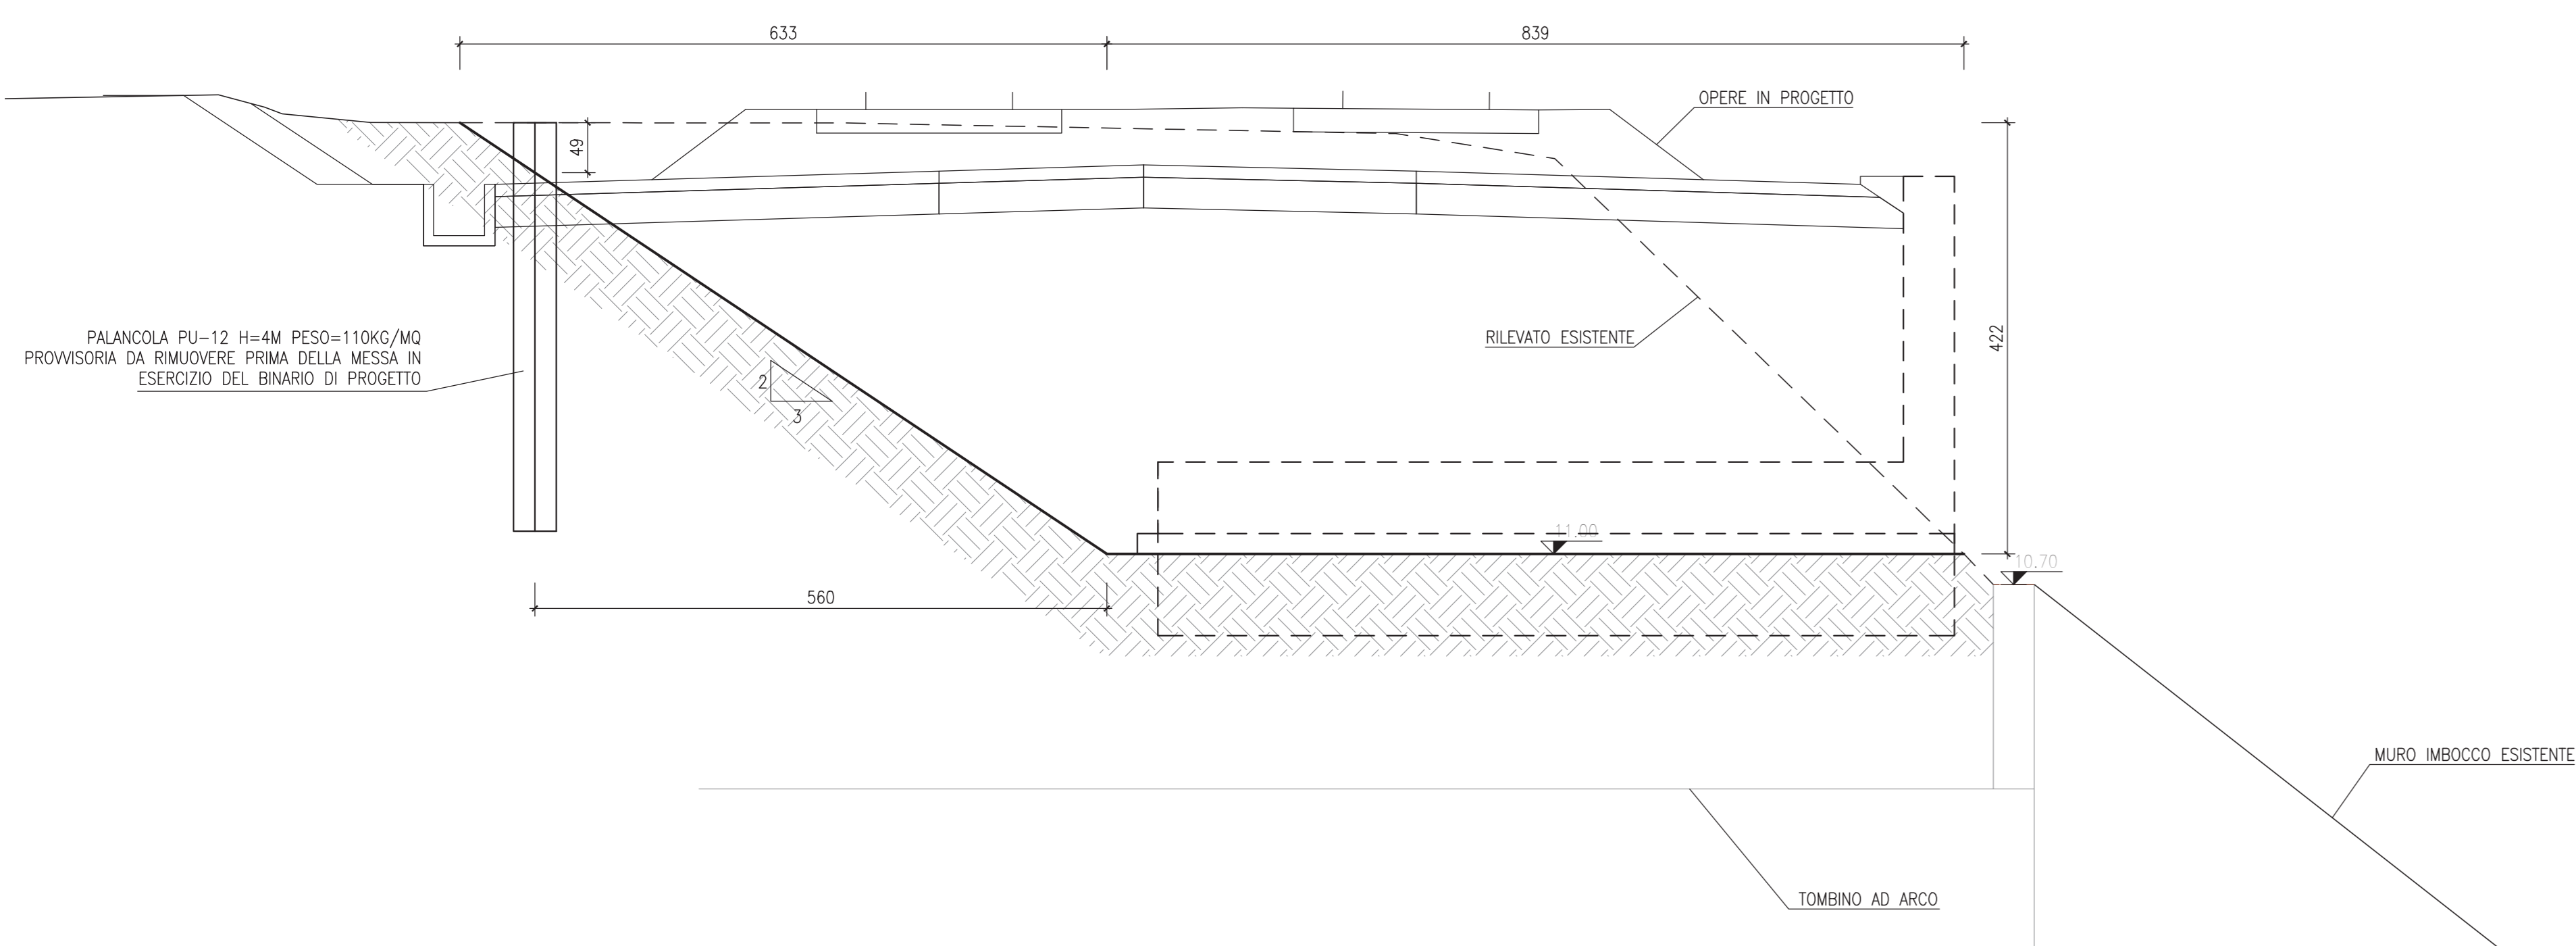 633
839
OPERE IN PROGETTO
49
PALANCOLA PU-12 H=4M PESO=110KG/MQ
PROVVISORIA DA RIMUOVERE PRIMA DELLA MESSA IN
ESERCIZIO DEL BINARIO DI PROGETTO
RILEVATO ESISTENTE
422
2
3
11.00
10.70
560
MURO IMBOCCO ESISTENTE
TOMBINO AD ARCO